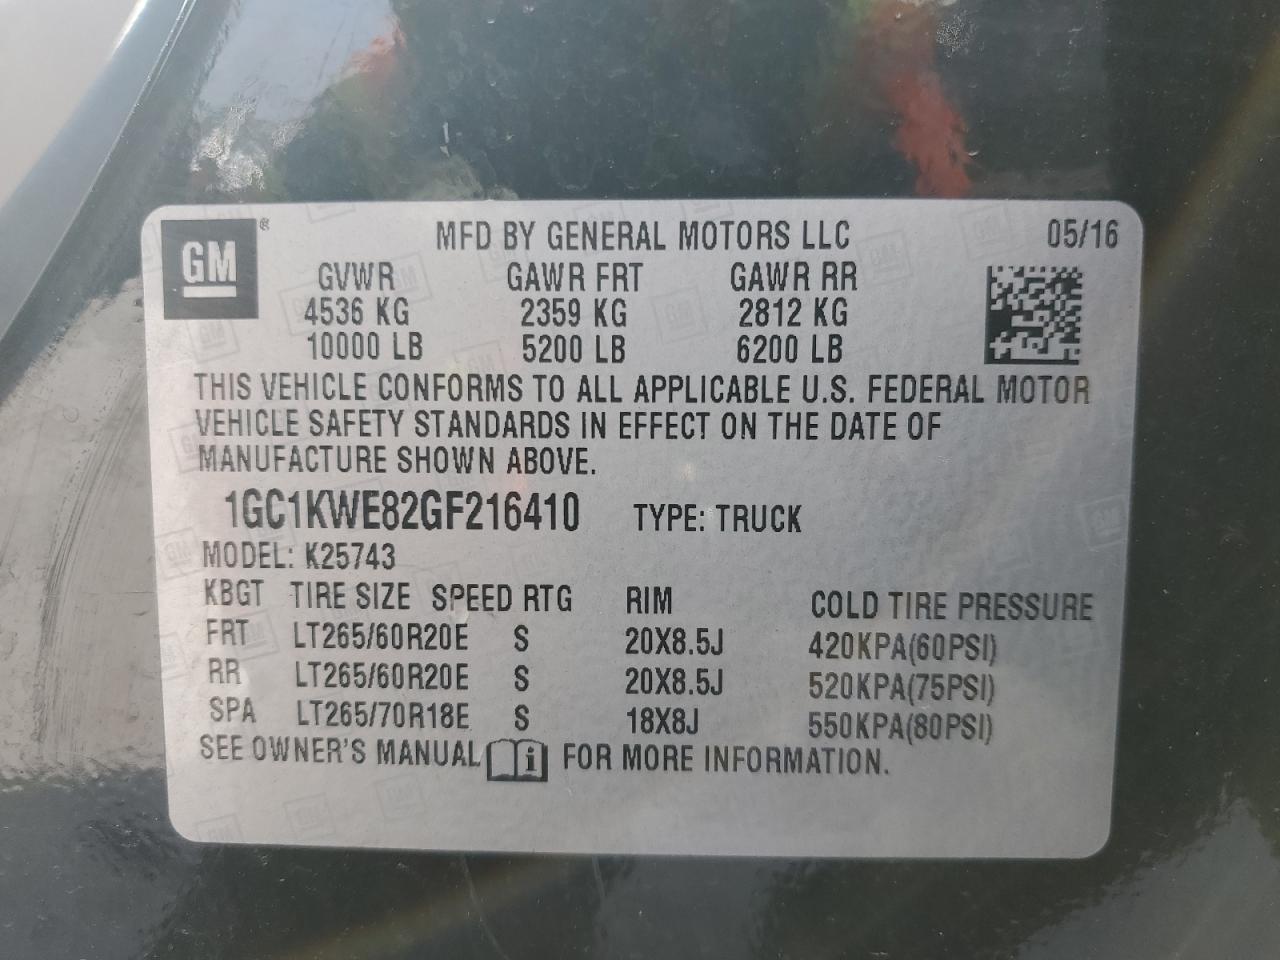 GM ® MFD BY GENERAL MOTORS LLC 05/16
GVWR GAWR FRT GAWR RR
4536 KG 2359 KG 2812 KG
10000 LB 5200 LB 6200 LB
THIS VEHICLE CONFORMS TO ALL APPLICABLE U.S. FEDERAL MOTOR
VEHICLE SAFETY STANDARDS IN EFFECT ON THE DATE OF
MANUFACTURE SHOWN ABOVE.
1GC1KWE82GF216410 TYPE: TRUCK
MODEL: K25743
KBGT TIRE SIZE SPEED RTG RIM COLD TIRE PRESSURE
FRT LT265/60R20E S 20X8.5J 420KPA(60PSI)
RR LT265/60R20E S 20X8.5J 520KPA(75PSI)
SPA LT265/70R18E S 18X8J 550KPA(80PSI)
SEE OWNER'S MANUAL i FOR MORE INFORMATION.